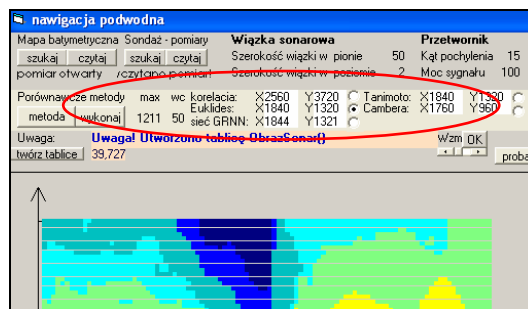 nawigacja podwodna
Mapa batymetryczna Sondaż - pomiary Wiązka sonarowa Przetwornik
szukaj czytaj szukaj czytaj Szerokość wiązki w pionie 50 Kąt pochylenia 15
pomiar otwarty /czytano pomiart Szerokość wiązki w poziomie 2 Moc sygnału 100
Porównawcze metody max wc korelacja: X2560 Y3720 Tanimoto: X1840 Y1320
metoda wykonaj 1211 50 Euklides: X1840 Y1320 Cambera: X1760 Y960
sieć GRNN: X1844 Y1321
Uwaga: Uwaga! Utworzono tablicę ObrazSonar() Wzm OK
twórz tablice 39,727 proba